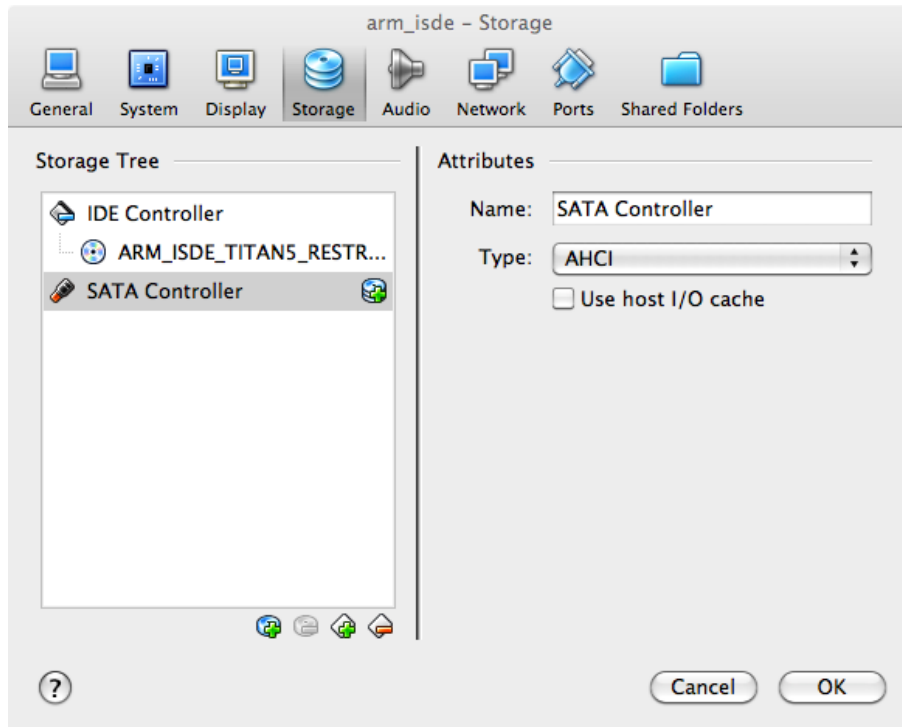 arm_isde – Storage
General System Display Storage Audio Network Ports Shared Folders
Storage Tree
IDE Controller
ARM_ISDE_TITAN5_RESTR...
SATA Controller
Attributes
Name: SATA Controller
Type: AHCI
Use host I/O cache
?
Cancel OK